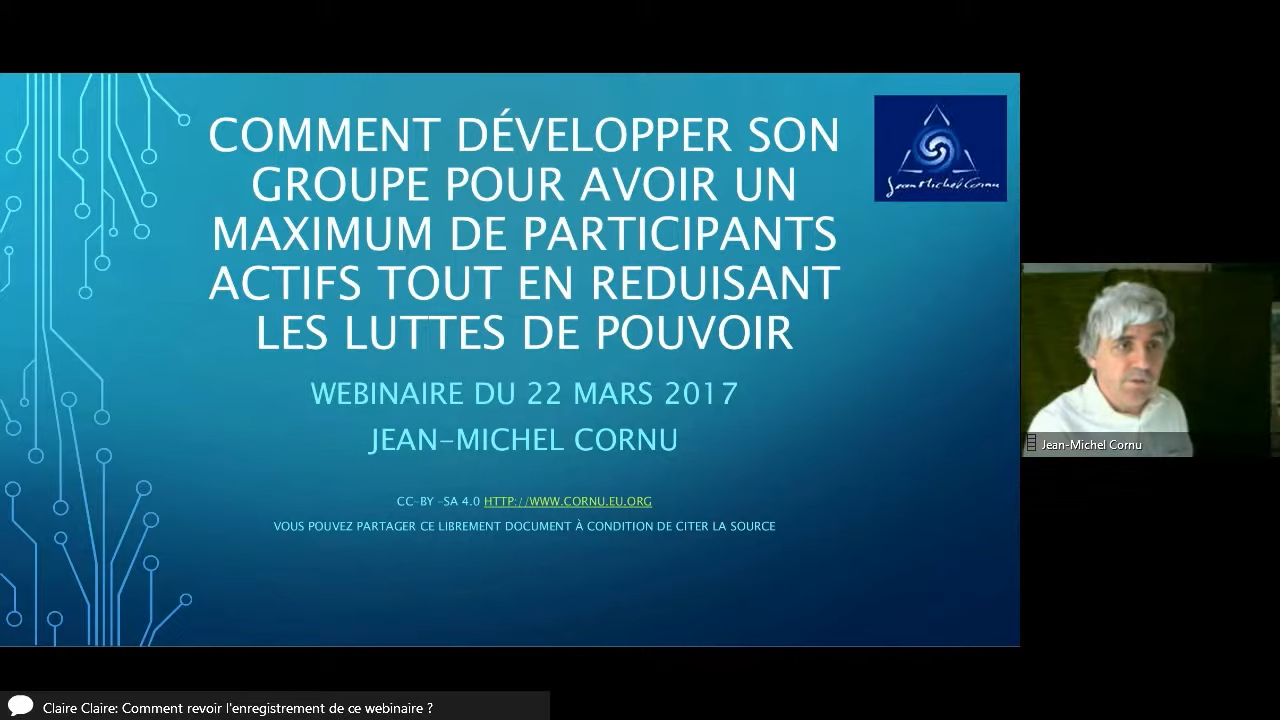 COMMENT DÉVELOPPER SON
GROUPE POUR AVOIR UN
MAXIMUM DE PARTICIPANTS
ACTIFS TOUT EN REDUISANT
LES LUTTES DE POUVOIR
WEBINAIRE DU 22 MARS 2017
JEAN-MICHEL CORNU
CC-BY -SA 4.0 HTTP://WWW.CORNU.EU.ORG
VOUS POUVEZ PARTAGER CE LIBREMENT DOCUMENT À CONDITION DE CITER LA SOURCE
Jean Michel Cornu
Jean-Michel Cornu
Claire Claire: Comment revoir l'enregistrement de ce webinaire ?